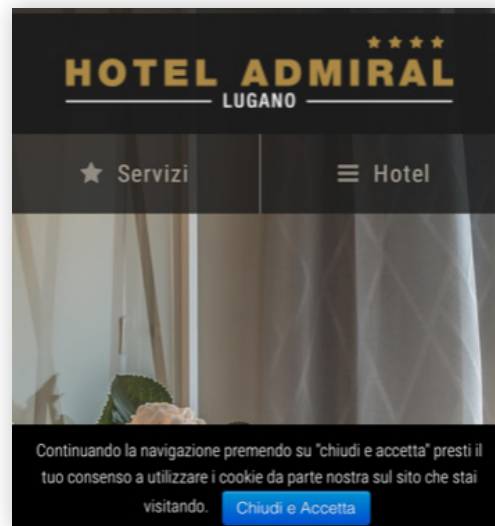 HOTEL ADMIRAL
LUGANO
Servizi
Hotel
Continuando la navigazione premendo su "chiudi e accetta" presti il
tuo consenso a utilizzare i cookie da parte nostra sul sito che stai
visitando. Chiudi e Accetta